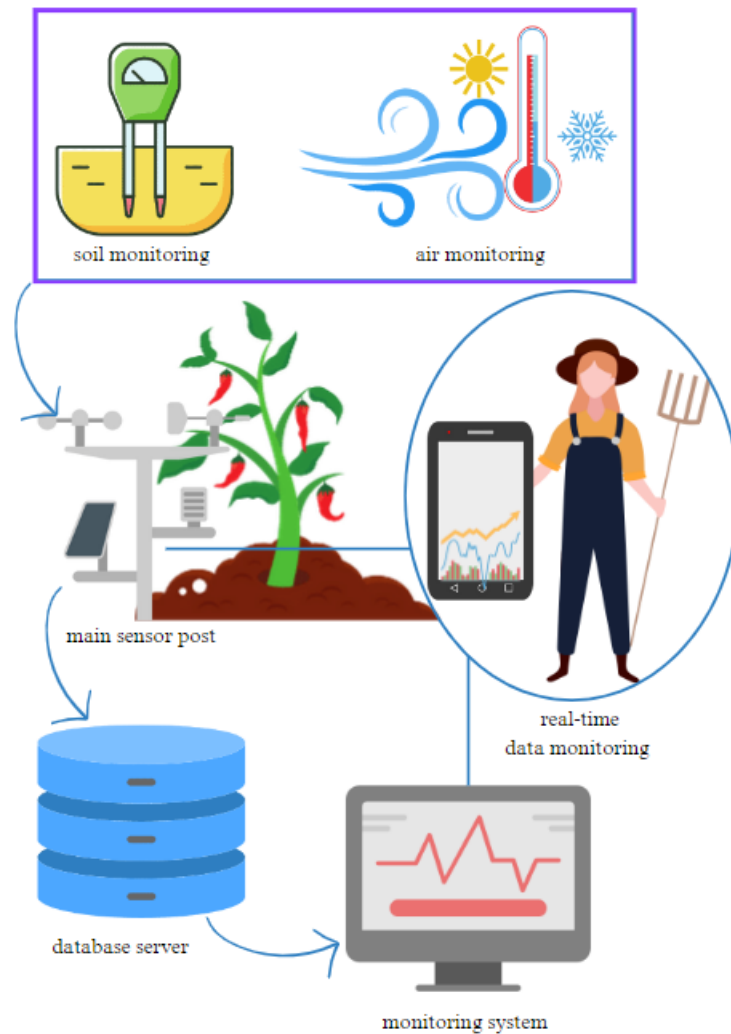 soil monitoring
air monitoring
main sensor post
real-time
data monitoring
database server
monitoring system